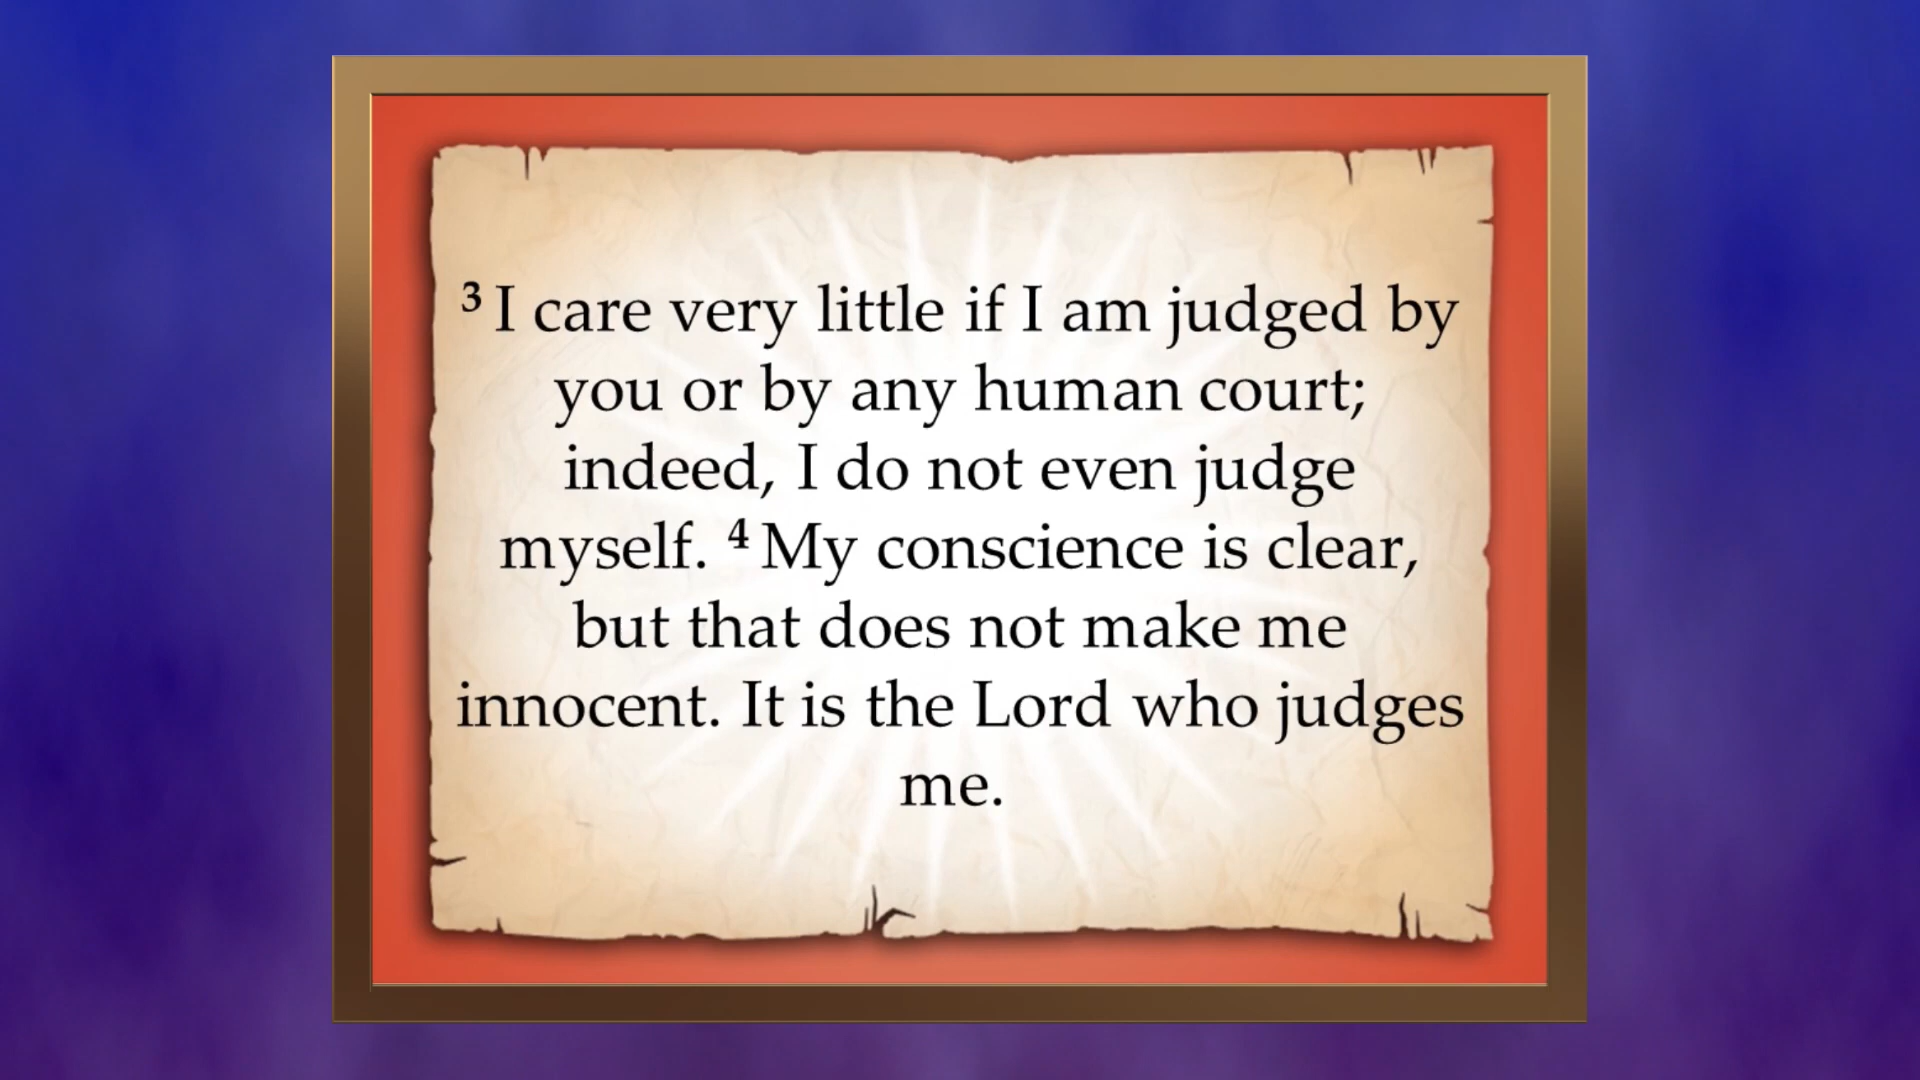 ³ I care very little if I am judged by
you or by any human court;
indeed, I do not even judge
myself. ⁴ My conscience is clear,
but that does not make me
innocent. It is the Lord who judges
me.